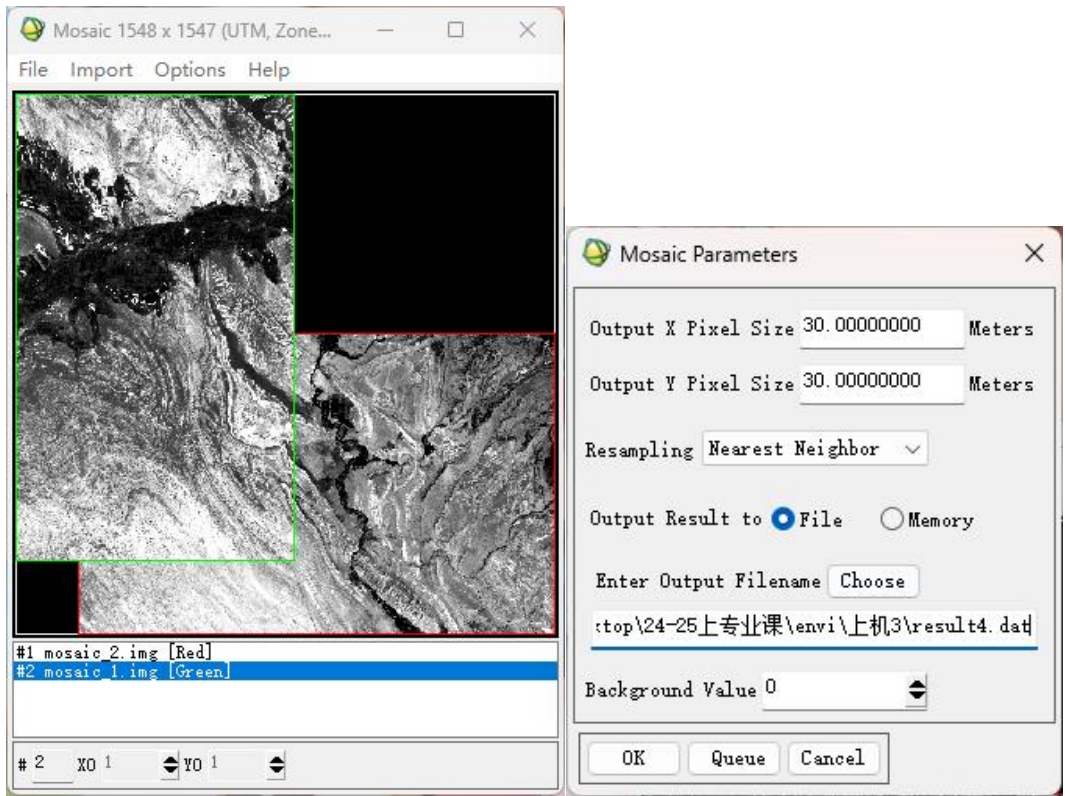 Mosaic 1548 x 1547 (UTM, Zone...
File Import Options Help
#1 mosaic_2.img [Red]
#2 mosaic_1.img [Green]
# 2 XO 1 YO 1
Mosaic Parameters
Output X Pixel Size 30.00000000 Meters
Output Y Pixel Size 30.00000000 Meters
Resampling Nearest Neighbor
Output Result to File Memory
Enter Output Filename Choose
top\24-25上专业课\envi\上机3\result4.dat
Background Value 0
OK Queue Cancel